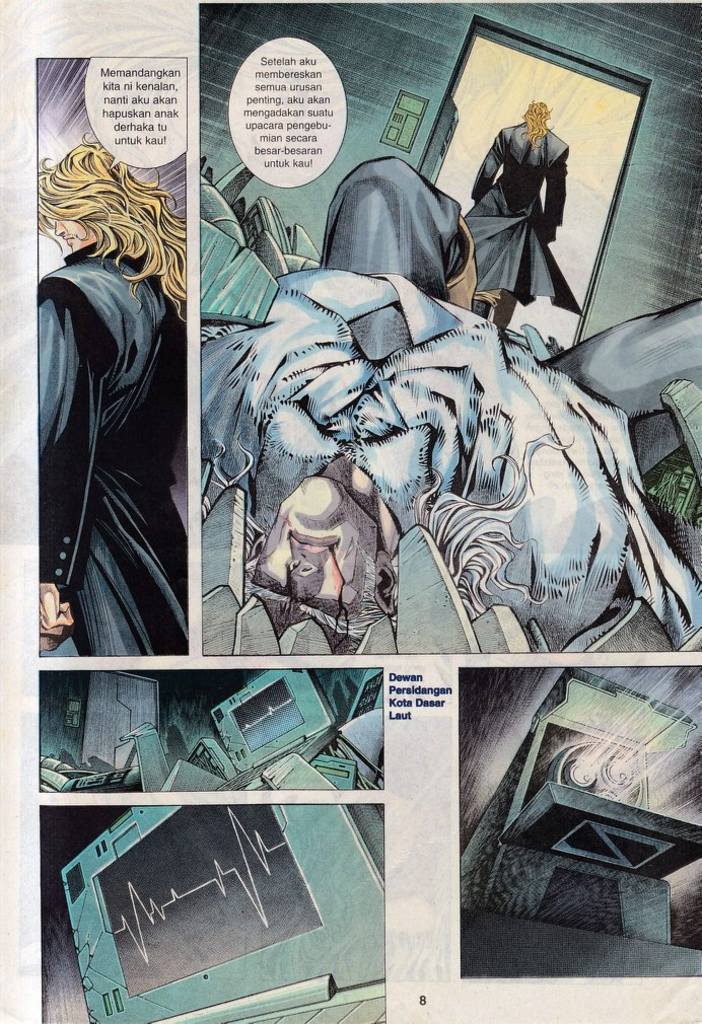 Memandangkan
kita ni kenalan,
nanti aku akan
hapuskan anak
derhaka tu
untuk kau!
Setelah aku
membereskan
semua urusan
penting, aku akan
mengadakan suatu
upacara pengebu-
mian secara
besar-besaran
untuk kau!
Dewan
Persidangan
Kota Dasar
Laut
8